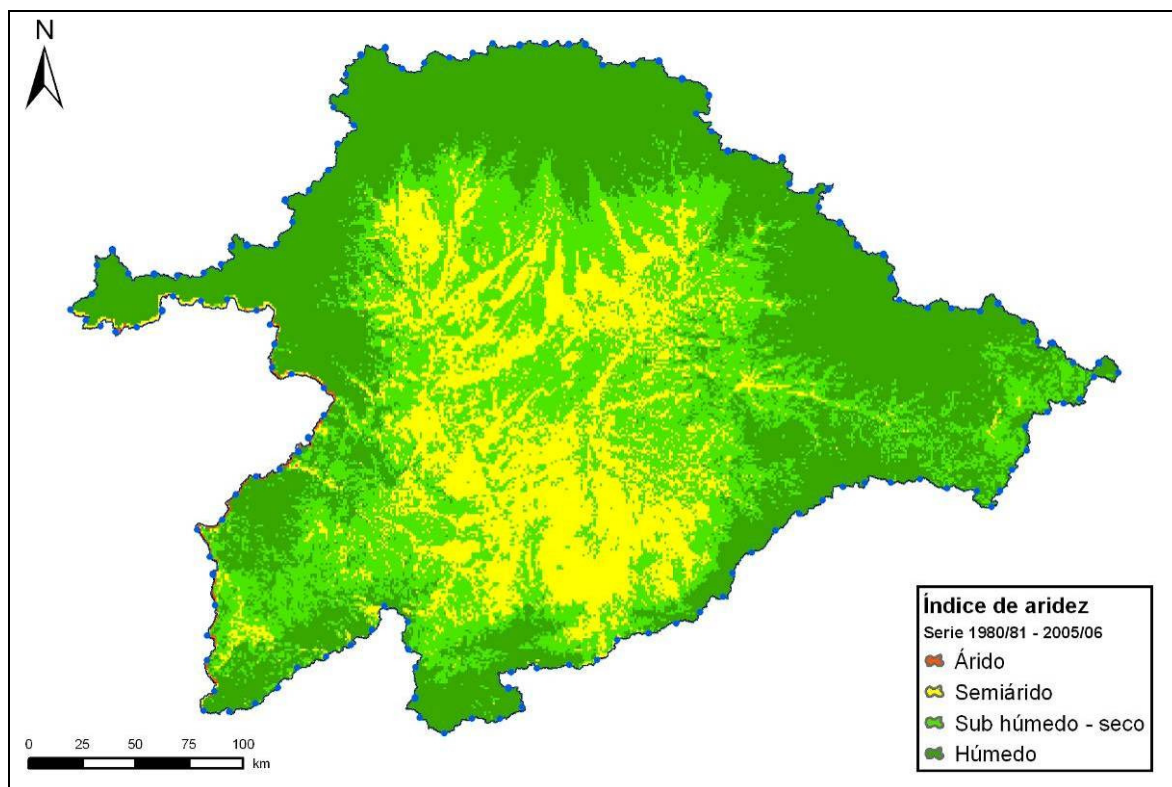 N
Índice de aridez
Serie 1980/81 - 2005/06
Árido
Semiárido
Sub húmedo - seco
Húmedo
0 25 50 75 100
km